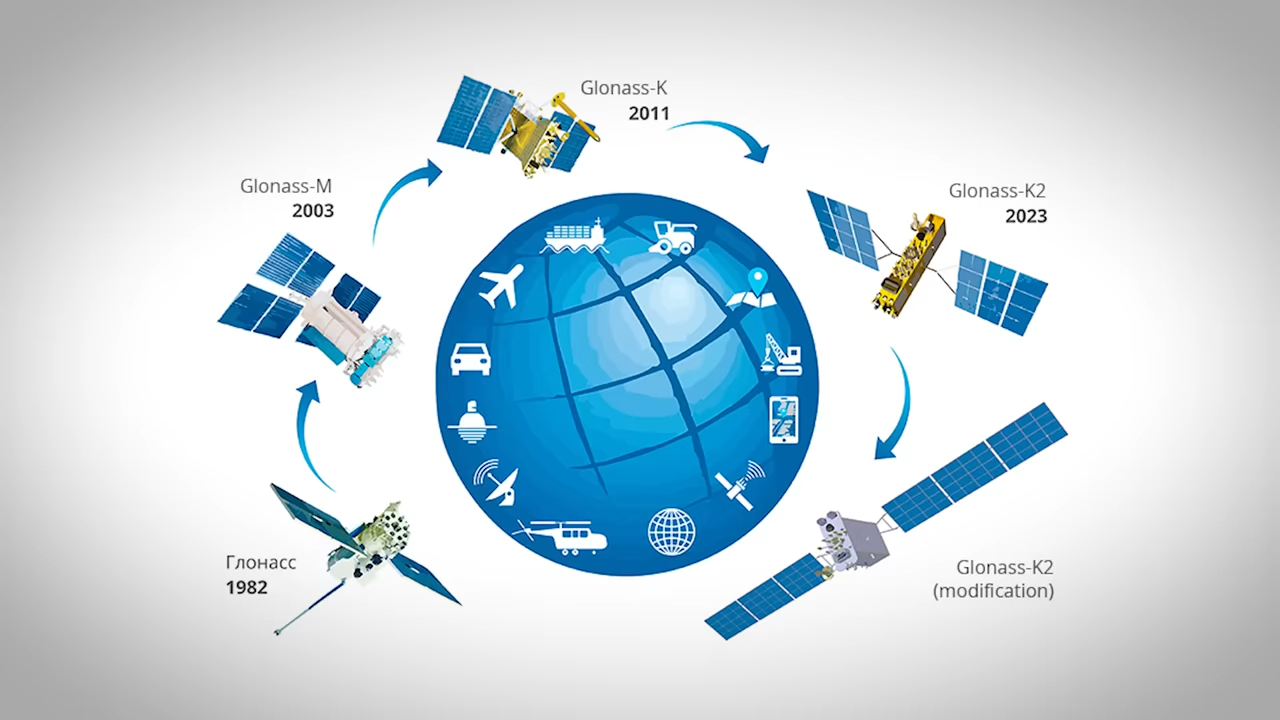 Glonass-K
2011
Glonass-M
2003
Glonass-K2
2023
Глонасс
1982
Glonass-K2
(modification)